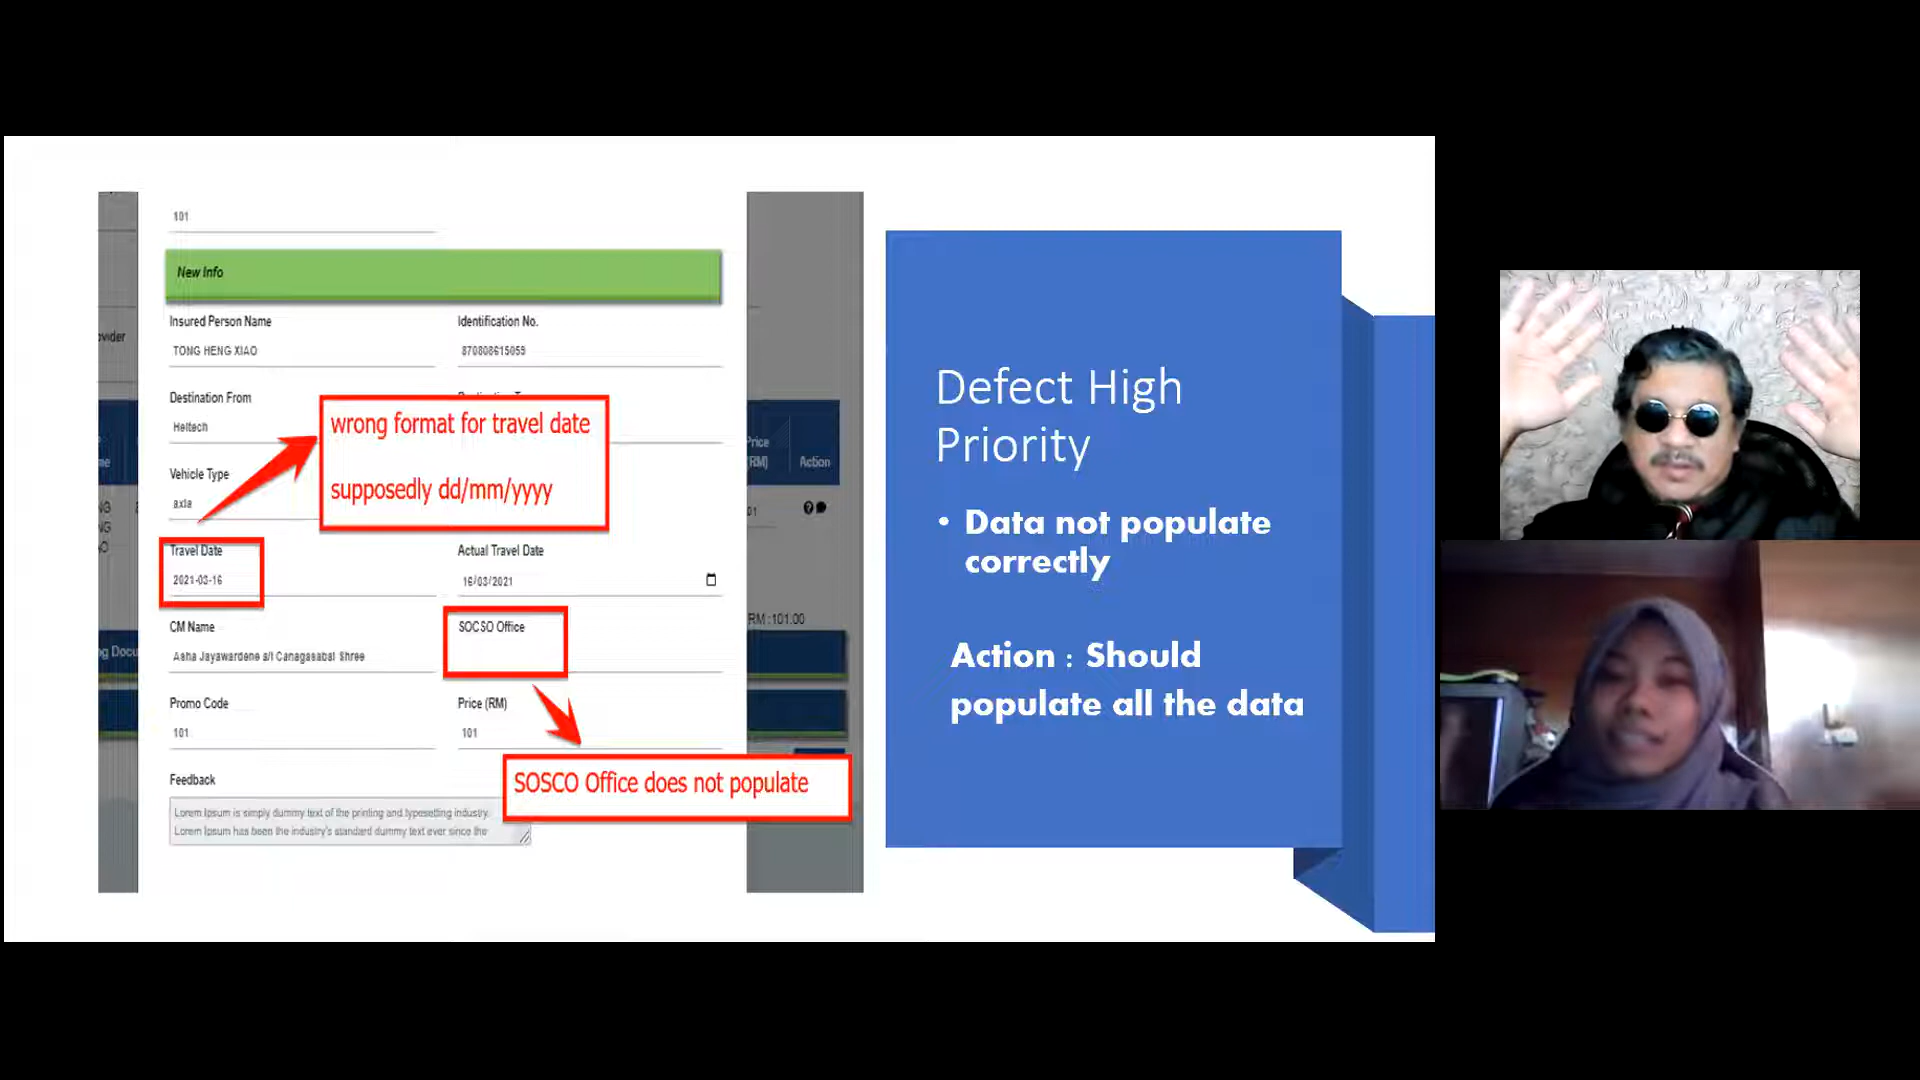 101
New Info
Insured Person Name
Identification No.
TONG HENG XIAO
870808615059
Destination From
Heitech
Vehicle Type
axia
wrong format for travel date
supposedly dd/mm/yyyy
Travel Date
Actual Travel Date
2021-03-16
16/03/2021
CM Name
SOCSO Office
Asha Jayawardene a/l Canagasabai Shree
Promo Code
Price (RM)
101
101
SOSCO Office does not populate
Feedback
Lorem Ipsum is simply dummy text of the printing and typesetting industry.
Lorem Ipsum has been the industry's standard dummy text ever since the
Price
(RM)
Action
RM :101.00
Defect High
Priority
• Data not populate
correctly
Action : Should
populate all the data